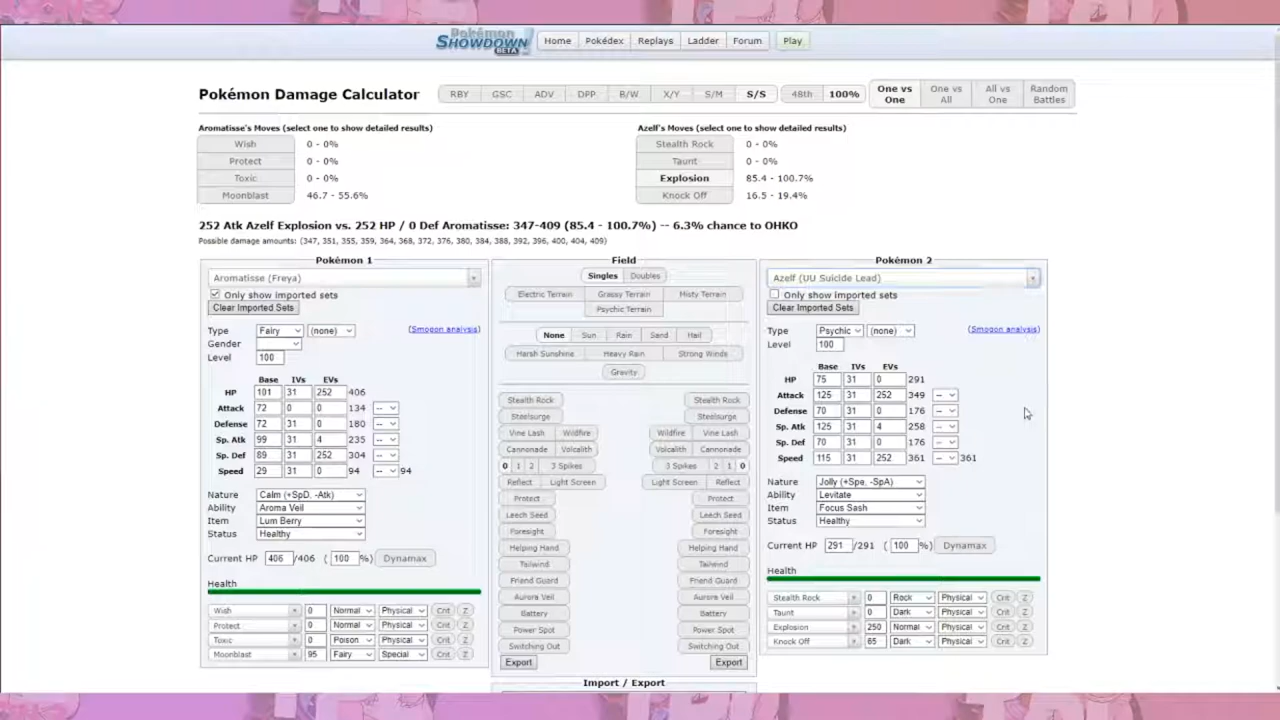 Pokémon
SHOWDOWN
BETA
Home Pokédex Replays Ladder Forum Play
Pokémon Damage Calculator RBY GSC ADV DPP B/W X/Y S/M S/S 48th 100% One vs One One vs All All vs One Random Battles
Aromatisse's Moves (select one to show detailed results) Azelf's Moves (select one to show detailed results)
Wish 0 - 0% Stealth Rock 0 - 0%
Protect 0 - 0% Taunt 0 - 0%
Toxic 0 - 0% Explosion 85.4 - 100.7%
Moonblast 46.7 - 55.6% Knock Off 16.5 - 19.4%
252 Atk Azelf Explosion vs. 252 HP / 0 Def Aromatisse: 347-409 (85.4 - 100.7%) -- 6.3% chance to OHKO
Possible damage amounts: (347, 351, 355, 359, 364, 368, 372, 376, 380, 384, 388, 392, 396, 400, 404, 409)
Pokémon 1
Aromatisse (Freya)
Only show imported sets
Clear Imported Sets
Type Fairy (none) (Smogon analysis)
Gender
Level 100
Base IVs EVs
HP 101 31 252 406
Attack 72 0 0 134 --
Defense 72 31 0 180 --
Sp. Atk 99 31 4 235 --
Sp. Def 89 31 252 304 --
Speed 29 31 0 94 -- 94
Nature Calm (+SpD, -Atk)
Ability Aroma Veil
Item Lum Berry
Status Healthy
Current HP 406 /406 ( 100 %) Dynamax
Health
Wish 0 Normal Physical Crit Z
Protect 0 Normal Physical Crit Z
Toxic 0 Poison Physical Crit Z
Moonblast 95 Fairy Special Crit Z
Field
Singles Doubles
Electric Terrain Grassy Terrain Misty Terrain
Psychic Terrain
None Sun Rain Sand Hail
Harsh Sunshine Heavy Rain Strong Winds
Gravity
Stealth Rock Stealth Rock
Steelsurge Steelsurge
Vine Lash Wildfire Wildfire Vine Lash
Cannonade Volcalith Volcalith Cannonade
0 1 2 3 Spikes 3 Spikes 2 1 0
Reflect Light Screen Light Screen Reflect
Protect Protect
Leech Seed Leech Seed
Foresight Foresight
Helping Hand Helping Hand
Tailwind Tailwind
Friend Guard Friend Guard
Aurora Veil Aurora Veil
Battery Battery
Power Spot Power Spot
Switching Out Switching Out
Export Export
Import / Export
Pokémon 2
Azelf (UU Suicide Lead)
Only show imported sets
Clear Imported Sets
Type Psychic (none) (Smogon analysis)
Level 100
Base IVs EVs
HP 75 31 0 291
Attack 125 31 252 349 --
Defense 70 31 0 176 --
Sp. Atk 125 31 4 258 --
Sp. Def 70 31 0 176 --
Speed 115 31 252 361 -- 361
Nature Jolly (+Spe, -SpA)
Ability Levitate
Item Focus Sash
Status Healthy
Current HP 291 /291 ( 100 %) Dynamax
Health
Stealth Rock 0 Rock Physical Crit Z
Taunt 0 Dark Physical Crit Z
Explosion 250 Normal Physical Crit Z
Knock Off 65 Dark Physical Crit Z